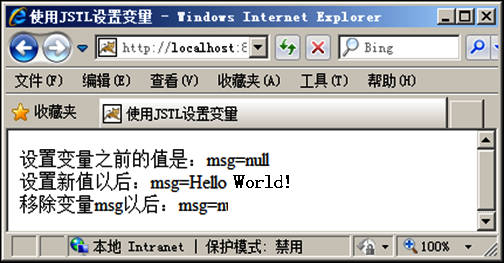 使用JSTL设置变量 - Windows Internet Explorer
http://localhost:8
Bing
文件(F) 编辑(E) 查看(V) 收藏夹(A) 工具(T) 帮助(H)
收藏夹 使用JSTL设置变量
设置变量之前的值是：msg=null
设置新值以后：msg=Hello World!
移除变量msg以后：msg=n
本地 Intranet | 保护模式: 禁用 100%